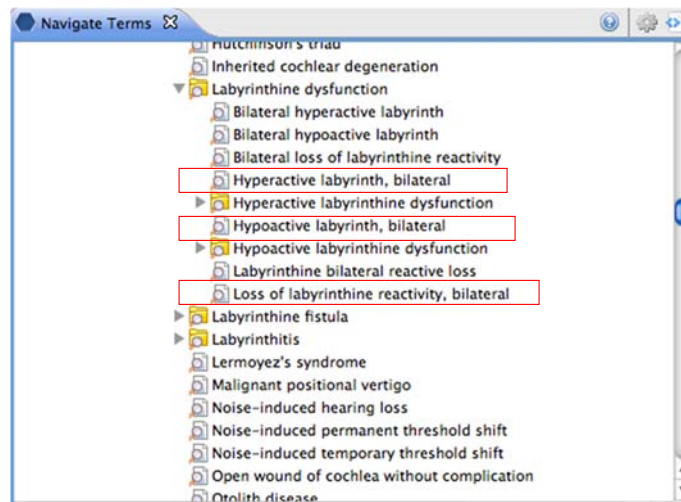 Navigate Terms
Hutchinson's triad
Inherited cochlear degeneration
Labyrinthine dysfunction
Bilateral hyperactive labyrinth
Bilateral hypoactive labyrinth
Bilateral loss of labyrinthine reactivity
Hyperactive labyrinth, bilateral
Hyperactive labyrinthine dysfunction
Hypoactive labyrinth, bilateral
Hypoactive labyrinthine dysfunction
Labyrinthine bilateral reactive loss
Loss of labyrinthine reactivity, bilateral
Labyrinthine fistula
Labyrinthitis
Lermoyez's syndrome
Malignant positional vertigo
Noise-induced hearing loss
Noise-induced permanent threshold shift
Noise-induced temporary threshold shift
Open wound of cochlea without complication
Otolith disease